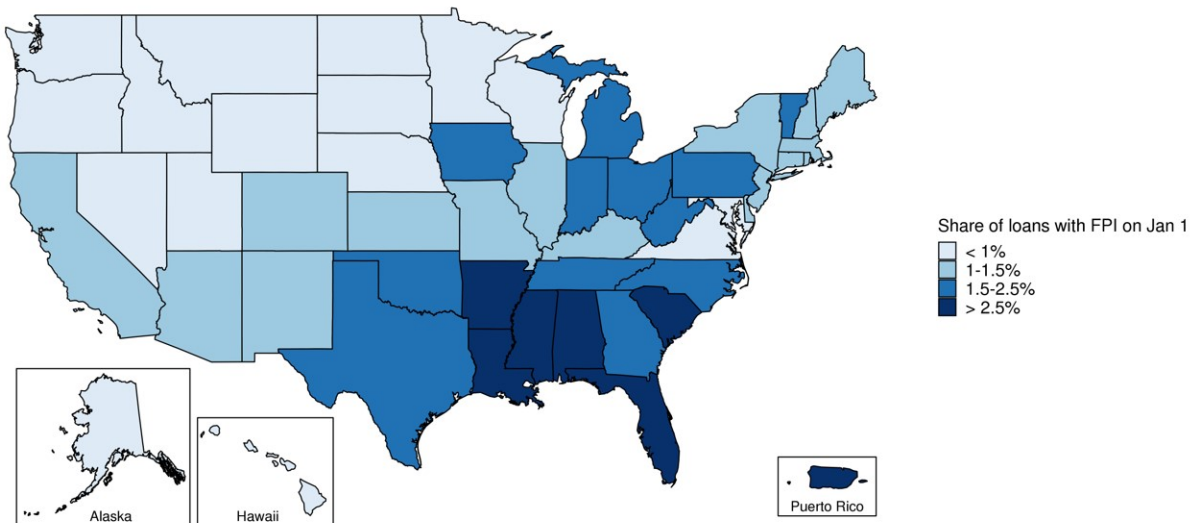 Share of loans with FPI on Jan 1
< 1%
1-1.5%
1.5-2.5%
> 2.5%
Alaska
Hawaii
Puerto Rico